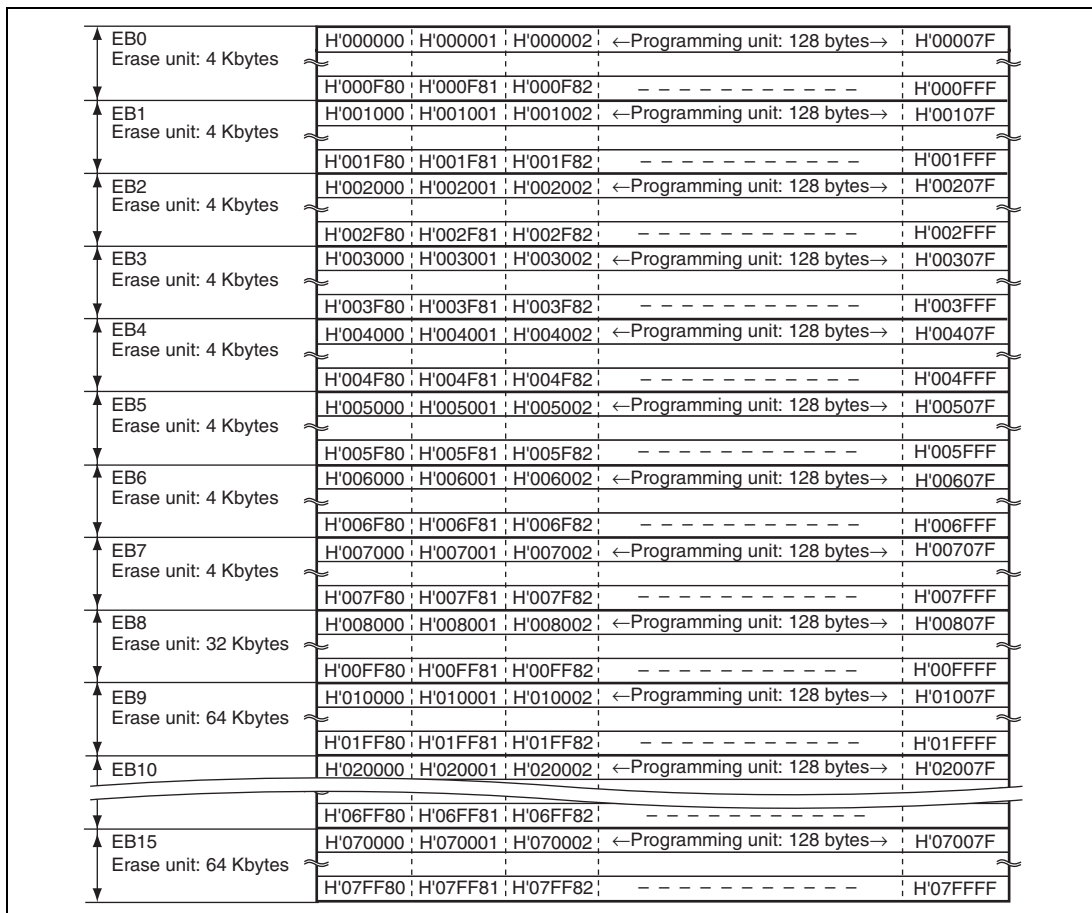 EB0 H'000000 H'000001 H'000002 ←Programming unit: 128 bytes→ H'00007F
Erase unit: 4 Kbytes
H'000F80 H'000F81 H'000F82 – – – – – – – – – – – H'000FFF
EB1 H'001000 H'001001 H'001002 ←Programming unit: 128 bytes→ H'00107F
Erase unit: 4 Kbytes
H'001F80 H'001F81 H'001F82 – – – – – – – – – – – H'001FFF
EB2 H'002000 H'002001 H'002002 ←Programming unit: 128 bytes→ H'00207F
Erase unit: 4 Kbytes
H'002F80 H'002F81 H'002F82 – – – – – – – – – – – H'002FFF
EB3 H'003000 H'003001 H'003002 ←Programming unit: 128 bytes→ H'00307F
Erase unit: 4 Kbytes
H'003F80 H'003F81 H'003F82 – – – – – – – – – – – H'003FFF
EB4 H'004000 H'004001 H'004002 ←Programming unit: 128 bytes→ H'00407F
Erase unit: 4 Kbytes
H'004F80 H'004F81 H'004F82 – – – – – – – – – – – H'004FFF
EB5 H'005000 H'005001 H'005002 ←Programming unit: 128 bytes→ H'00507F
Erase unit: 4 Kbytes
H'005F80 H'005F81 H'005F82 – – – – – – – – – – – H'005FFF
EB6 H'006000 H'006001 H'006002 ←Programming unit: 128 bytes→ H'00607F
Erase unit: 4 Kbytes
H'006F80 H'006F81 H'006F82 – – – – – – – – – – – H'006FFF
EB7 H'007000 H'007001 H'007002 ←Programming unit: 128 bytes→ H'00707F
Erase unit: 4 Kbytes
H'007F80 H'007F81 H'007F82 – – – – – – – – – – – H'007FFF
EB8 H'008000 H'008001 H'008002 ←Programming unit: 128 bytes→ H'00807F
Erase unit: 32 Kbytes
H'00FF80 H'00FF81 H'00FF82 – – – – – – – – – – – H'00FFFF
EB9 H'010000 H'010001 H'010002 ←Programming unit: 128 bytes→ H'01007F
Erase unit: 64 Kbytes
H'01FF80 H'01FF81 H'01FF82 – – – – – – – – – – – H'01FFFF
EB10 H'020000 H'020001 H'020002 ←Programming unit: 128 bytes→ H'02007F
H'06FF80 H'06FF81 H'06FF82 – – – – – – – – – – –
EB15 H'070000 H'070001 H'070002 ←Programming unit: 128 bytes→ H'07007F
Erase unit: 64 Kbytes
H'07FF80 H'07FF81 H'07FF82 – – – – – – – – – – – H'07FFFF